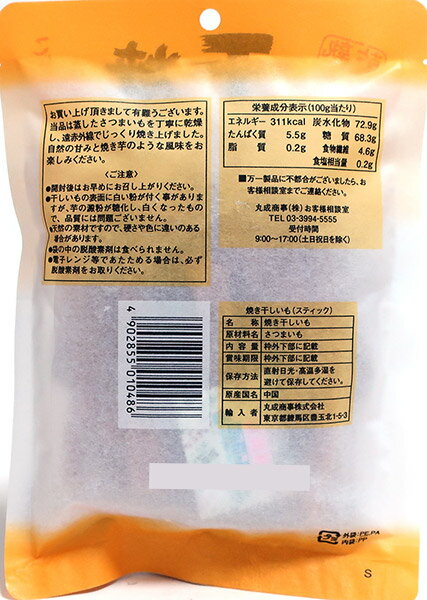 お買い上げ頂きまして有難うございます。
当品は蒸したさつまいもを丁寧に乾燥
し、遠赤外線でじっくり焼き上げました。
自然の甘みと焼き芋のような風味をお
楽しみください。
<ご注意>
●開封後はお早めにお召し上がりください。
●干しいもの表面に白い粉が付く事があり
ますが、芋の澱粉が糖化し、白くなったもの
で、品質には問題ございません。
●天然の素材ですので、硬さや色に違いのある
場合があります。
●袋の中の脱酸素剤は食べられません。
●電子レンジ等であたためる場合は、必ず
脱酸素剤をお取りください。
栄養成分表示(100g当たり)
エネルギー 311kcal 炭水化物 72.9g
たんぱく質 5.5g 糖質 68.3g
脂質 0.2g 食物繊維 4.6g
食塩相当量 0.2g
■万一製品に不都合がございましたら、お
客様相談室までご連絡ください。
丸成商事(株)お客様相談室
TEL 03-3994-5555
受付時間
9:00~17:00(土日祝日を除く)
4902855010486
焼き干しいも(スティック)
名称 焼き干しいも
原材料名 さつまいも
内容量 枠外下部に記載
賞味期限 枠外下部に記載
保存方法 直射日光・高温多湿を
避けて保存してください。
原産国名 中国
輸入者 丸成商事株式会社
東京都練馬区豊玉北1-5-3
プラ 外袋:PE,PA
内袋:PP
S